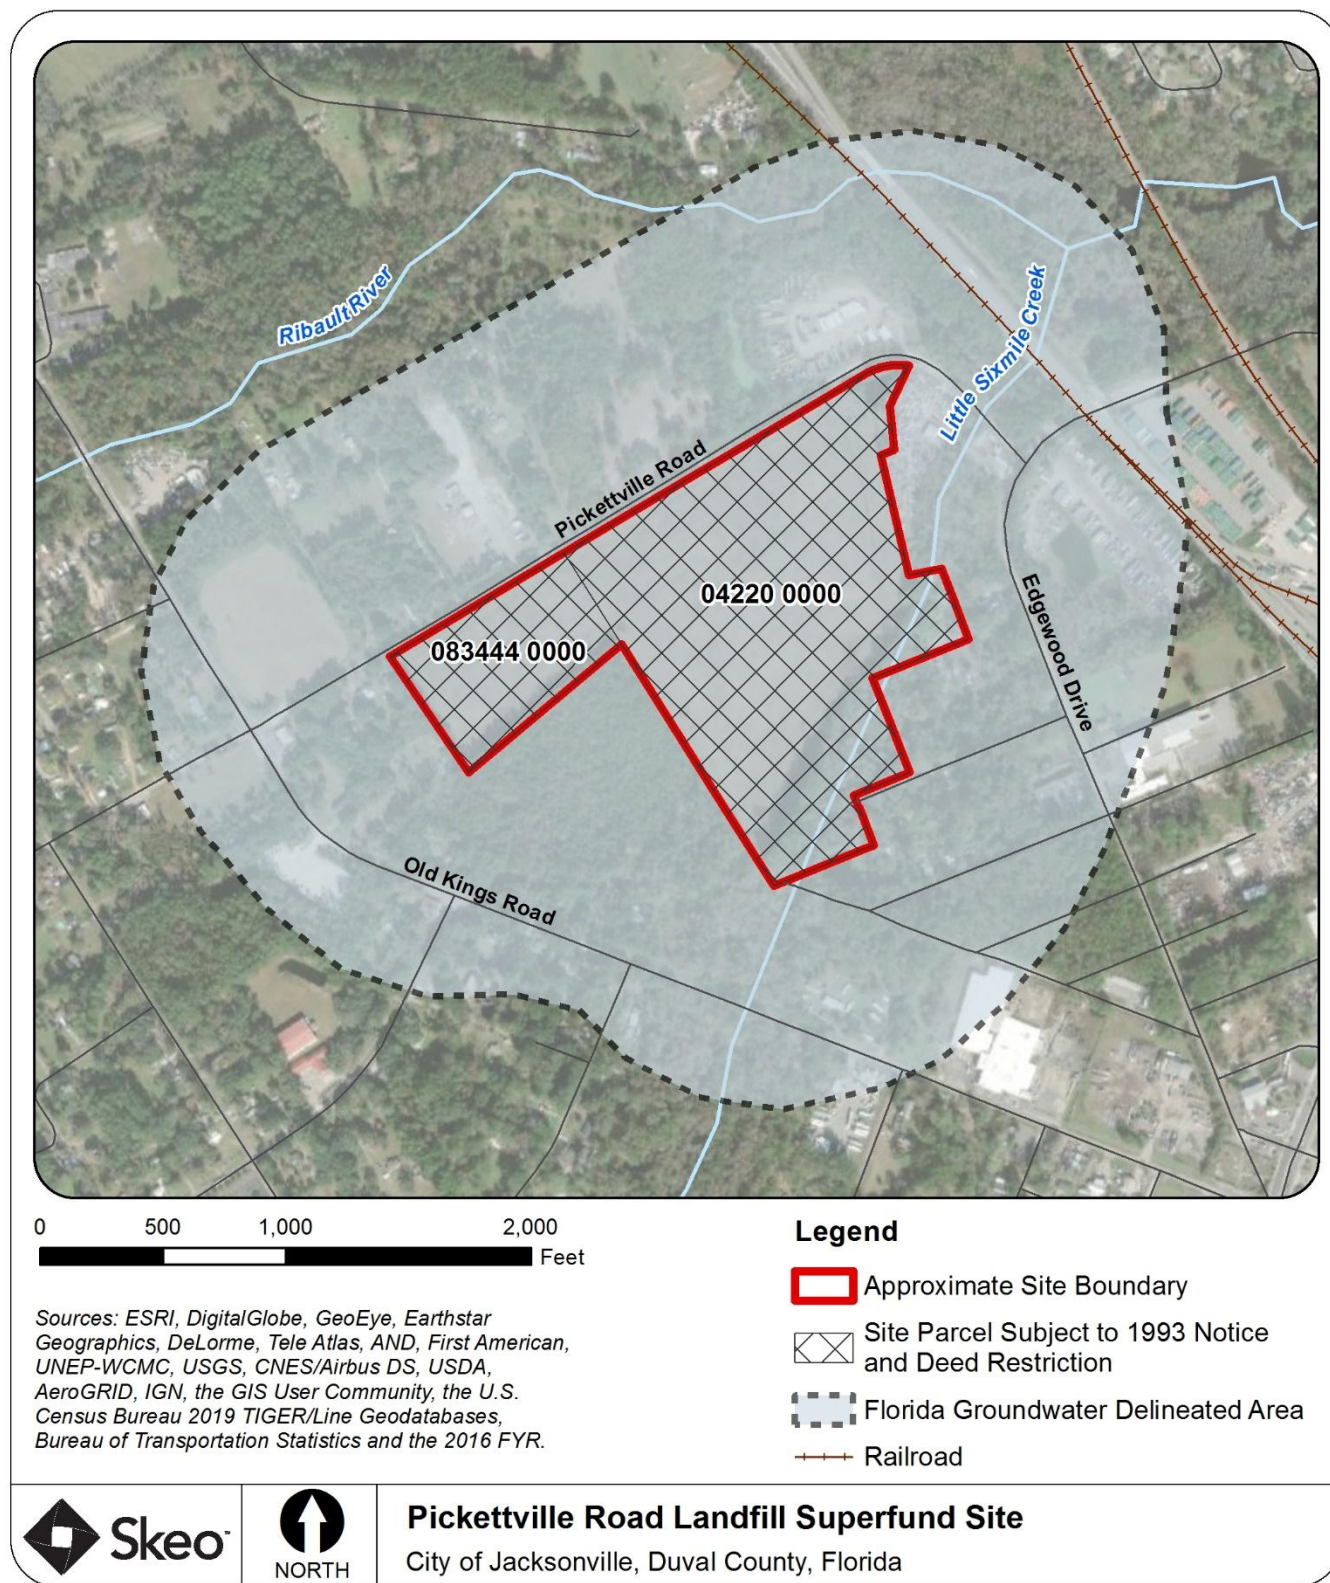 Ribault River
Little Sixmile Creek
Pickettville Road
04220 0000
083444 0000
Edgewood Drive
Old Kings Road
0 500 1,000 2,000
Feet
Sources: ESRI, DigitalGlobe, GeoEye, Earthstar
Geographics, DeLorme, Tele Atlas, AND, First American,
UNEP-WCMC, USGS, CNES/Airbus DS, USDA,
AeroGRID, IGN, the GIS User Community, the U.S.
Census Bureau 2019 TIGER/Line Geodatabases,
Bureau of Transportation Statistics and the 2016 FYR.
Legend
Approximate Site Boundary
Site Parcel Subject to 1993 Notice
and Deed Restriction
Florida Groundwater Delineated Area
Railroad
Skeo
NORTH
Pickettville Road Landfill Superfund Site
City of Jacksonville, Duval County, Florida